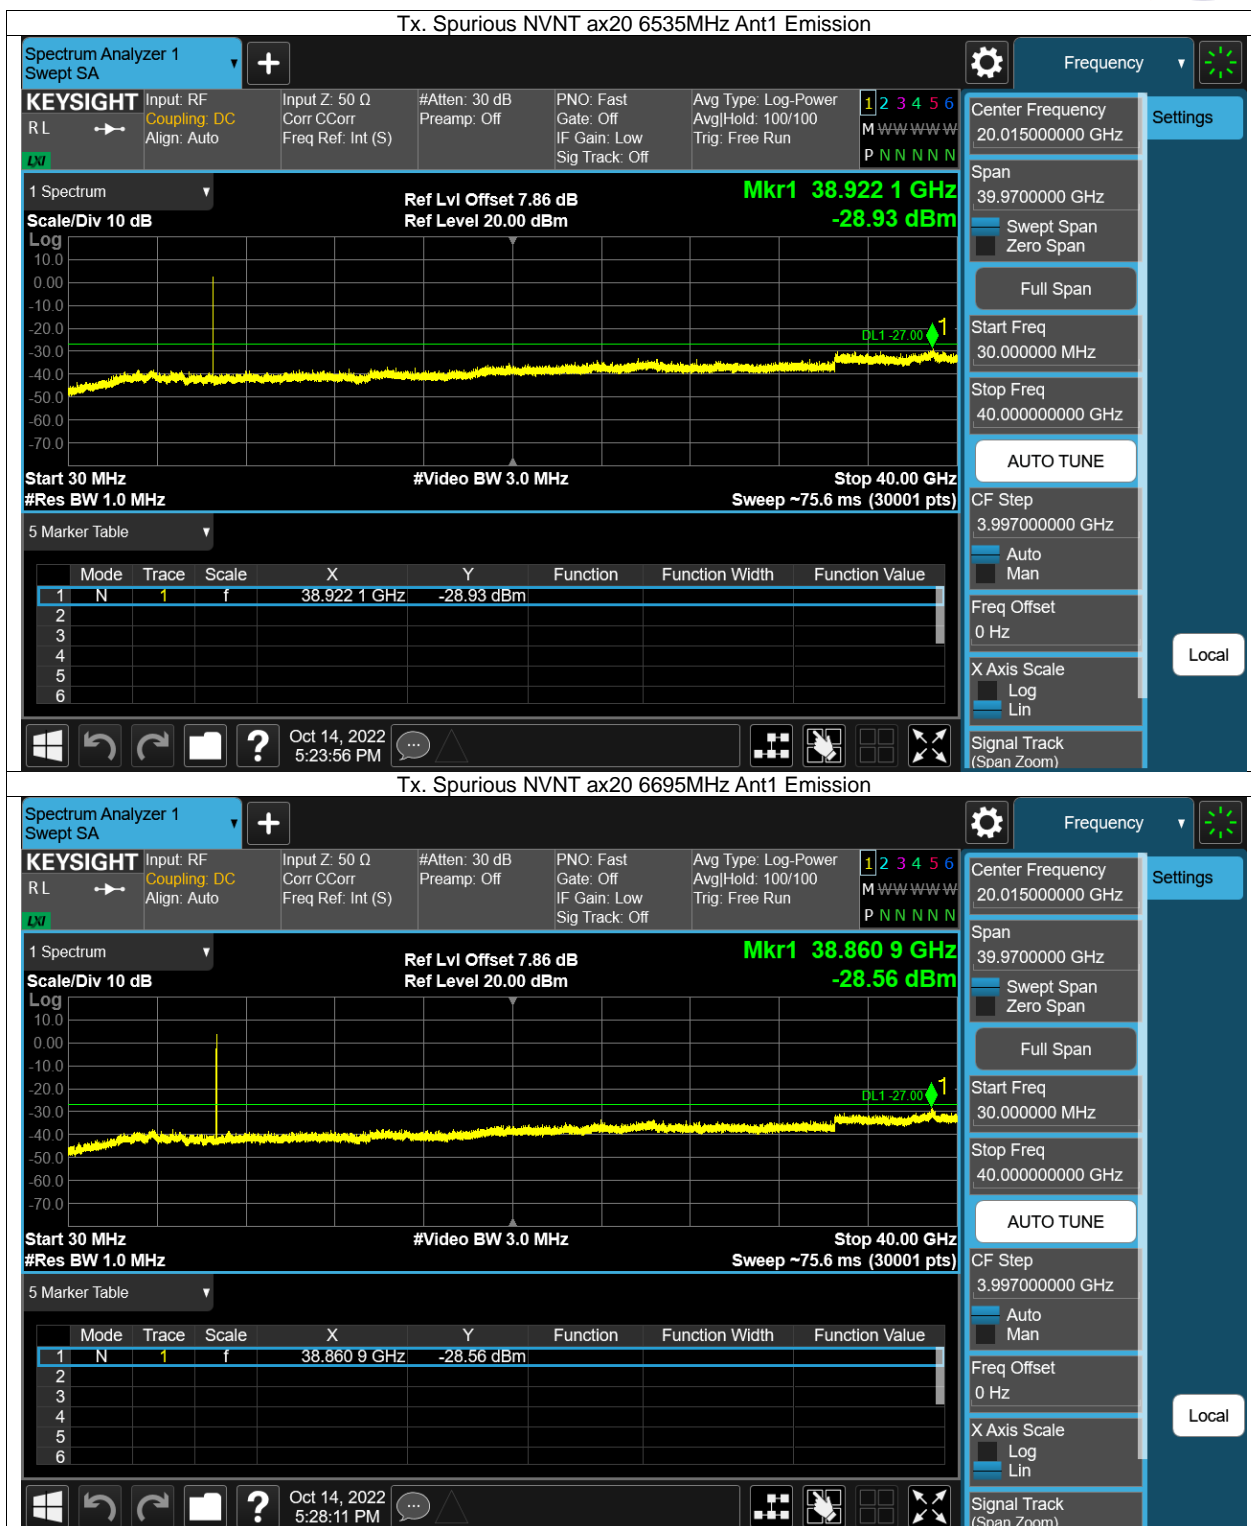 Tx. Spurious NVNT ax20 6535MHz Ant1 Emission
Spectrum Analyzer 1
Swept SA
Frequency
KEYSIGHT
R L
LXI
Input: RF
Coupling: DC
Align: Auto
Input Z: 50 Ω
Corr CCorr
Freq Ref: Int (S)
#Atten: 30 dB
Preamp: Off
PNO: Fast
Gate: Off
IF Gain: Low
Sig Track: Off
Avg Type: Log-Power
Avg|Hold: 100/100
Trig: Free Run
1 2 3 4 5 6
M W W W W W
P N N N N N
1 Spectrum
Scale/Div 10 dB
Ref Lvl Offset 7.86 dB
Ref Level 20.00 dBm
Mkr1 38.922 1 GHz
-28.93 dBm
Log
10.0
0.00
-10.0
-20.0
-30.0
-40.0
-50.0
-60.0
-70.0
DL1 -27.00
1
Start 30 MHz
#Video BW 3.0 MHz
Stop 40.00 GHz
#Res BW 1.0 MHz
Sweep ~75.6 ms (30001 pts)
5 Marker Table
Mode Trace Scale X Y Function Function Width Function Value
1 N 1 f 38.922 1 GHz -28.93 dBm
2
3
4
5
6
?
Oct 14, 2022
5:23:56 PM
Center Frequency
20.015000000 GHz
Settings
Span
39.9700000 GHz
Swept Span
Zero Span
Full Span
Start Freq
30.000000 MHz
Stop Freq
40.000000000 GHz
AUTO TUNE
CF Step
3.997000000 GHz
Auto
Man
Freq Offset
0 Hz
X Axis Scale
Log
Lin
Local
Signal Track
(Span Zoom)
Tx. Spurious NVNT ax20 6695MHz Ant1 Emission
Spectrum Analyzer 1
Swept SA
Frequency
KEYSIGHT
R L
LXI
Input: RF
Coupling: DC
Align: Auto
Input Z: 50 Ω
Corr CCorr
Freq Ref: Int (S)
#Atten: 30 dB
Preamp: Off
PNO: Fast
Gate: Off
IF Gain: Low
Sig Track: Off
Avg Type: Log-Power
Avg|Hold: 100/100
Trig: Free Run
1 2 3 4 5 6
M W W W W W
P N N N N N
1 Spectrum
Scale/Div 10 dB
Ref Lvl Offset 7.86 dB
Ref Level 20.00 dBm
Mkr1 38.860 9 GHz
-28.56 dBm
Log
10.0
0.00
-10.0
-20.0
-30.0
-40.0
-50.0
-60.0
-70.0
DL1 -27.00
1
Start 30 MHz
#Video BW 3.0 MHz
Stop 40.00 GHz
#Res BW 1.0 MHz
Sweep ~75.6 ms (30001 pts)
5 Marker Table
Mode Trace Scale X Y Function Function Width Function Value
1 N 1 f 38.860 9 GHz -28.56 dBm
2
3
4
5
6
?
Oct 14, 2022
5:28:11 PM
Center Frequency
20.015000000 GHz
Settings
Span
39.9700000 GHz
Swept Span
Zero Span
Full Span
Start Freq
30.000000 MHz
Stop Freq
40.000000000 GHz
AUTO TUNE
CF Step
3.997000000 GHz
Auto
Man
Freq Offset
0 Hz
X Axis Scale
Log
Lin
Local
Signal Track
(Span Zoom)